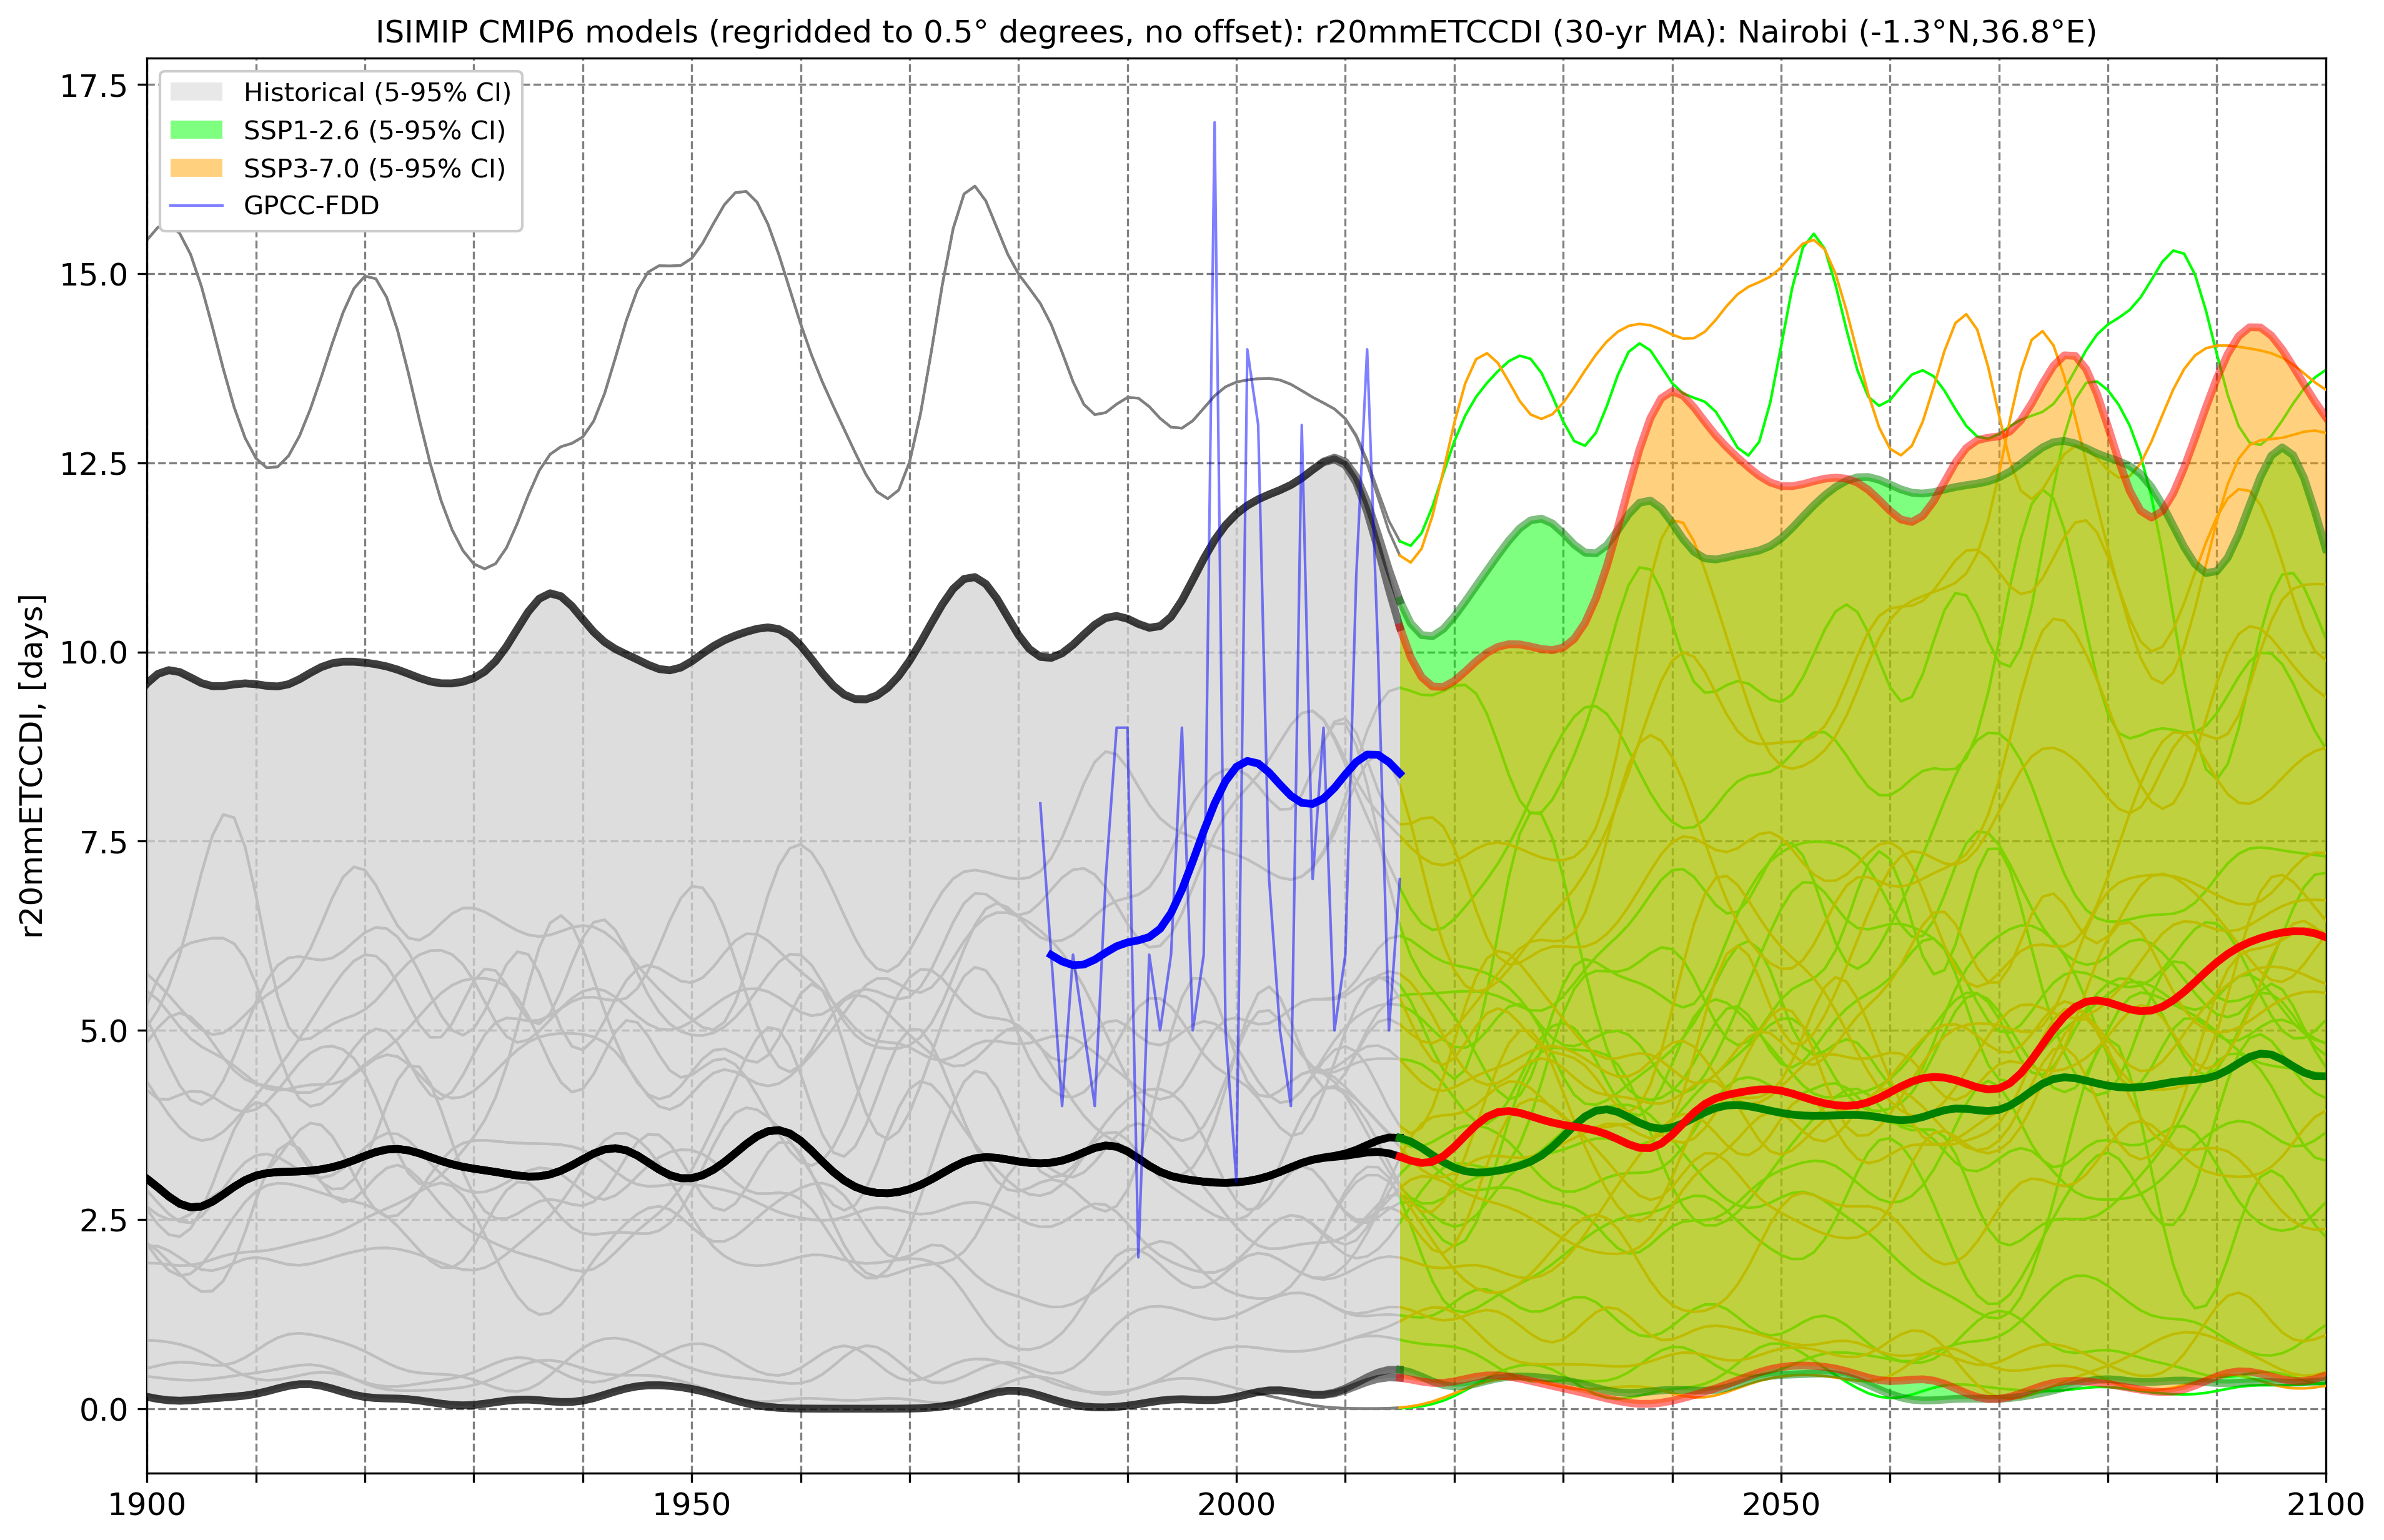 ISIMIP CMIP6 models (regridded to 0.5° degrees, no offset): r20mmETCCDI (30-yr MA): Nairobi (-1.3°N,36.8°E)
Historical (5-95% CI)
SSP1-2.6 (5-95% CI)
SSP3-7.0 (5-95% CI)
GPCC-FDD
r20mmETCCDI, [days]
17.5
15.0
12.5
10.0
7.5
5.0
2.5
0.0
1900
1950
2000
2050
2100